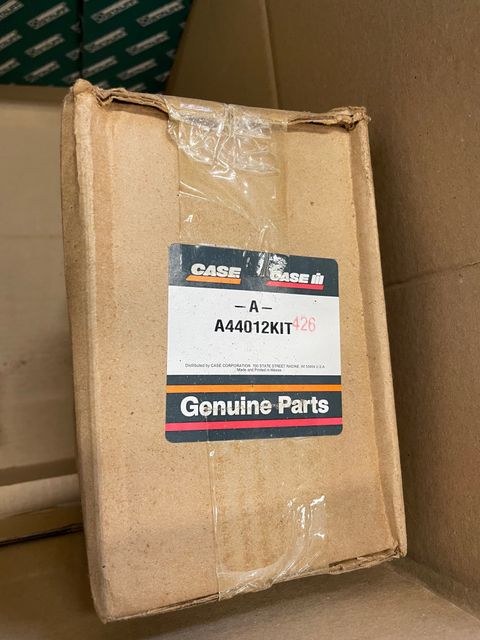 CASE CASE III
— A —
A44012KIT 426
Distributed by CASE CORPORATION, 700 STATE STREET RACINE, WI 53404 U.S.A.
Made and Printed in Mexico
Genuine Parts